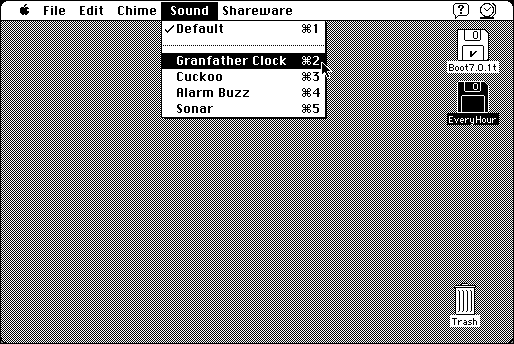 File Edit Chime Sound Shareware
✓Default ⌘1
Granfather Clock ⌘2
Cuckoo ⌘3
Alarm Buzz ⌘4
Sonar ⌘5
Boot7.0.1t
EveryHour
Trash